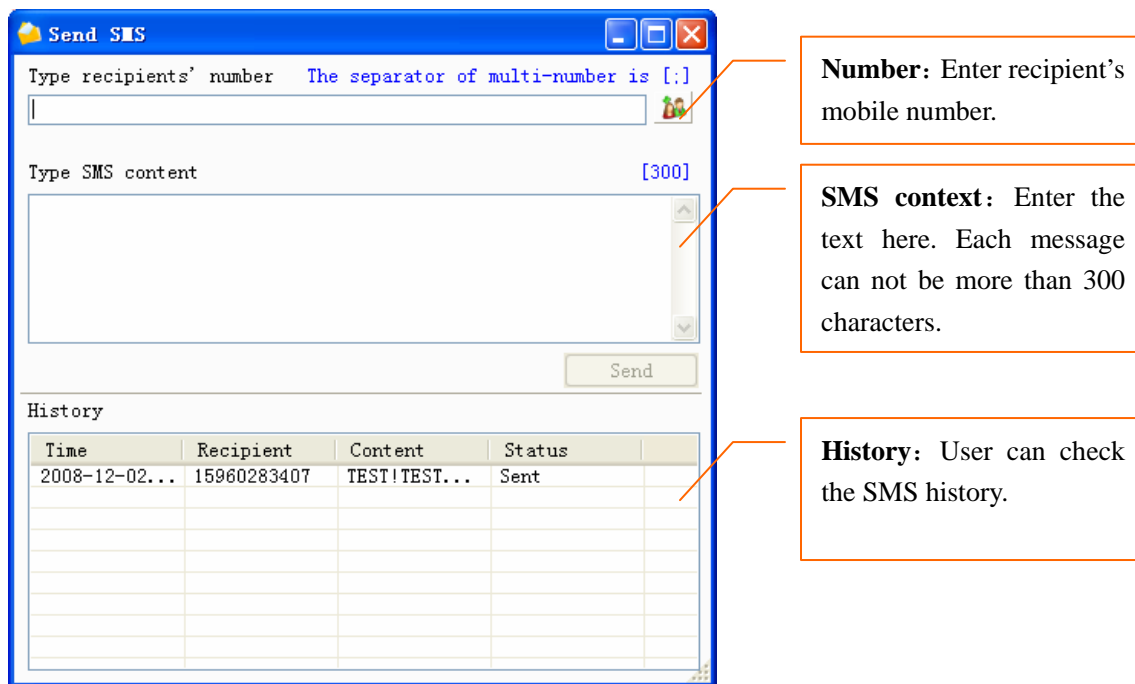 Send SMS
Type recipients' number The separator of multi-number is [;]
Type SMS content [300]
Send
History
Time Recipient Content Status
2008-12-02... 15960283407 TEST!TEST... Sent
Number：Enter recipient's
mobile number.
SMS context：Enter the
text here. Each message
can not be more than 300
characters.
History：User can check
the SMS history.